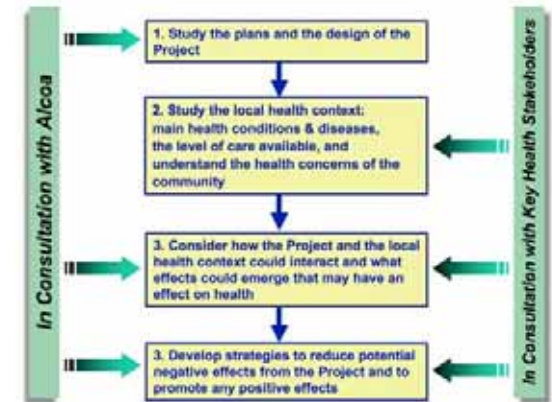 In Consultation with Alcoa
1. Study the plans and the design of the
Project
2. Study the local health context:
main health conditions & diseases,
the level of care available, and
understand the health concerns of the
community
3. Consider how the Project and the local
health context could interact and what
effects could emerge that may have an
effect on health
3. Develop strategies to reduce potential
negative effects from the Project and to
promote any positive effects
In Consultation with Key Health Stakeholders